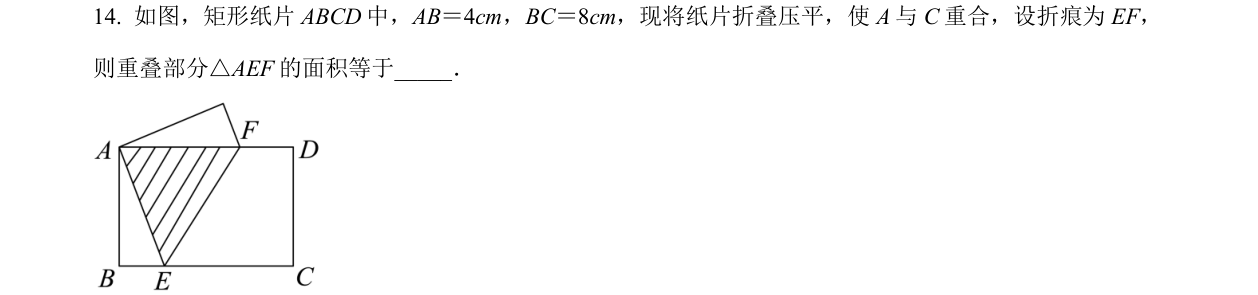 14. 如图，矩形纸片 ABCD 中，AB＝4cm，BC＝8cm，现将纸片折叠压平，使 A 与 C 重合，设折痕为 EF，
则重叠部分△AEF 的面积等于_____．
F
A
D
B
E
C